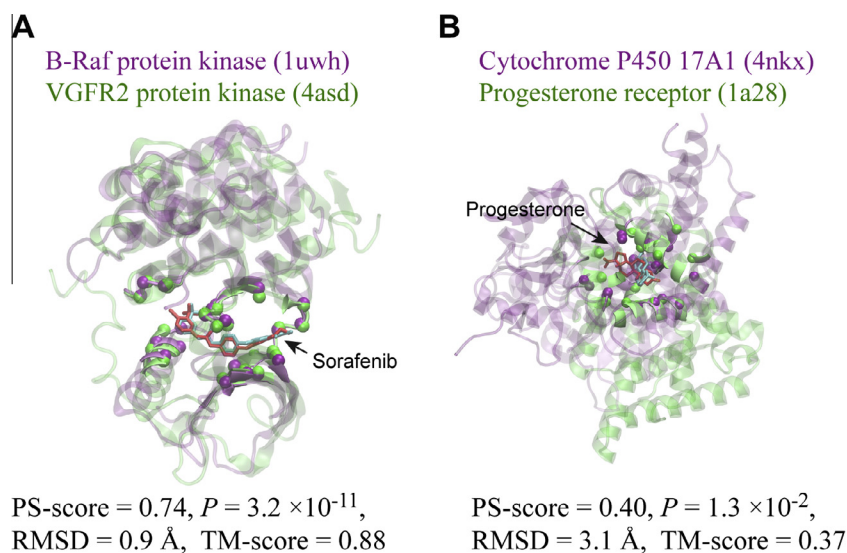 A
B-Raf protein kinase (1uwh)
VGFR2 protein kinase (4asd)
Sorafenib
PS-score = 0.74, P = 3.2 ×10⁻¹¹,
RMSD = 0.9 Å, TM-score = 0.88
B
Cytochrome P450 17A1 (4nkx)
Progesterone receptor (1a28)
Progesterone
PS-score = 0.40, P = 1.3 ×10⁻²,
RMSD = 3.1 Å, TM-score = 0.37